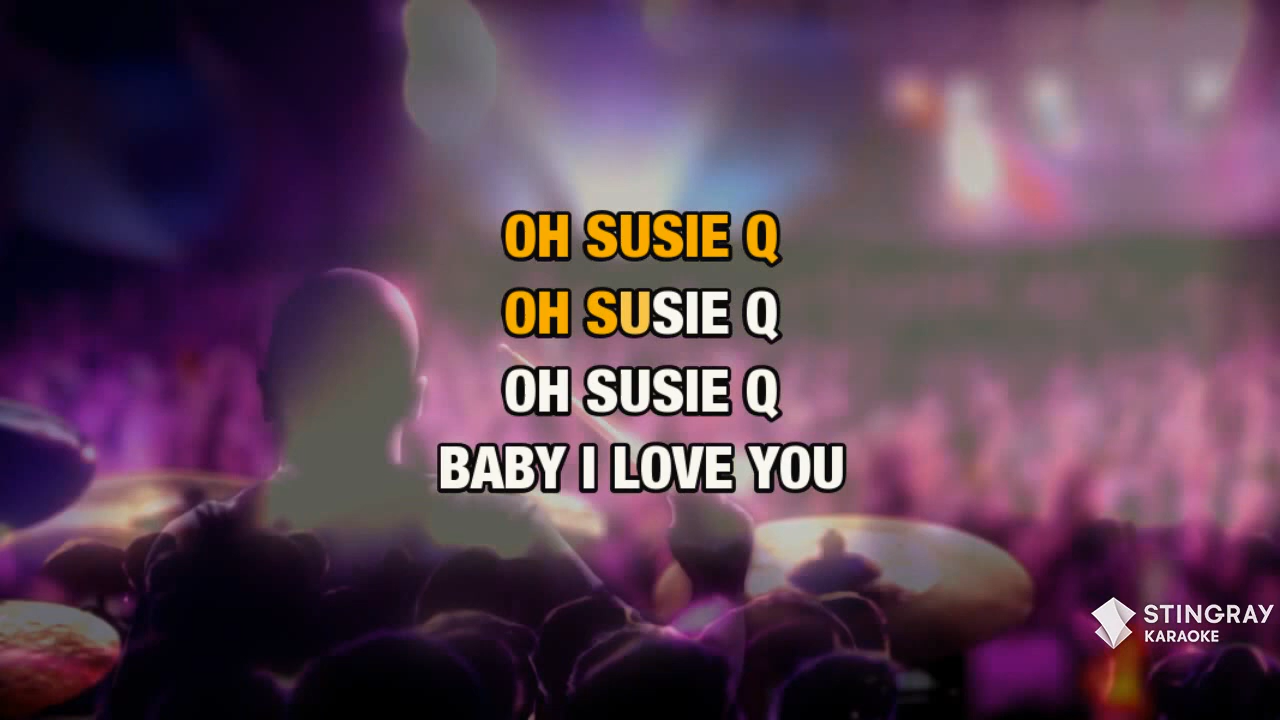 OH SUSIE Q
OH SUSIE Q
OH SUSIE Q
BABY I LOVE YOU
STINGRAY
KARAOKE